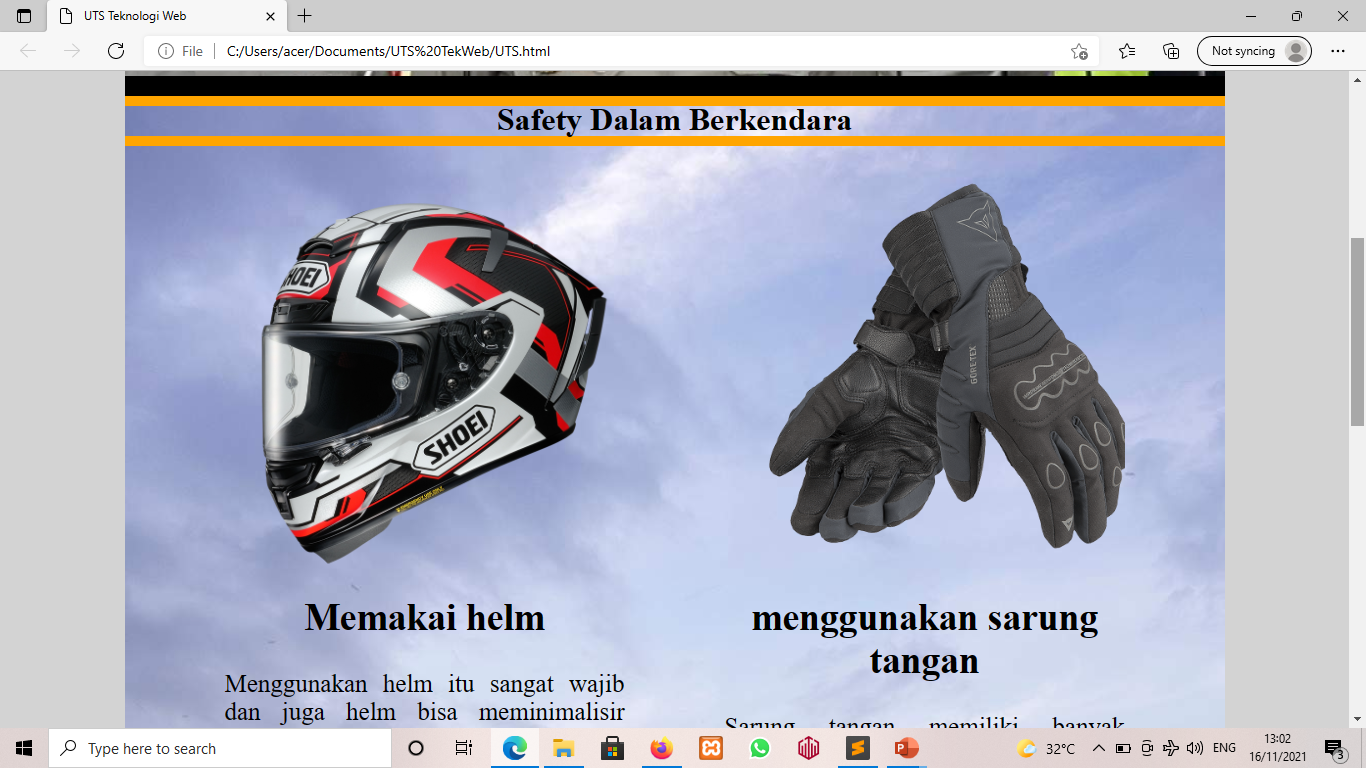 UTS Teknologi Web
File
C:/Users/acer/Documents/UTS%20TekWeb/UTS.html
Not syncing
Safety Dalam Berkendara
SHOEI
SHOEI
GORE-TEX
Memakai helm
menggunakan sarung
tangan
Menggunakan helm itu sangat wajib
dan juga helm bisa meminimalisir
Sarung tangan memiliki banyak
Type here to search
32°C
ENG
13:02
16/11/2021
3